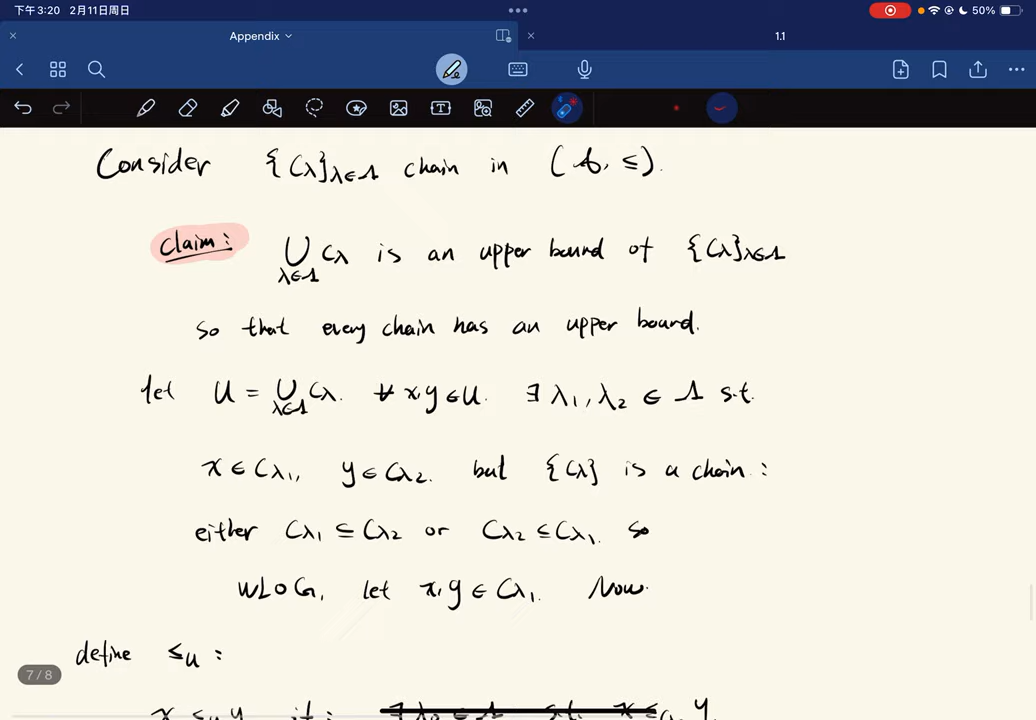 下午3:20 2月11日周日
50%
Appendix
1.1
Consider {Cλ}λ∈Λ chain in (A, ≤).
Claim: ∪λ∈Λ Cλ is an upper bound of {Cλ}λ∈Λ
so that every chain has an upper bound.
let U = ∪λ∈Λ Cλ. ∀ x,y ∈ U. ∃ λ1, λ2 ∈ Λ s.t.
x ∈ Cλ1, y ∈ Cλ2. but {Cλ} is a chain :
either Cλ1 ≤ Cλ2 or Cλ2 ≤ Cλ1. so
WLOG, let x,y ∈ Cλ1. Now.
define ≤u :
7 / 8
x ≤u y if :